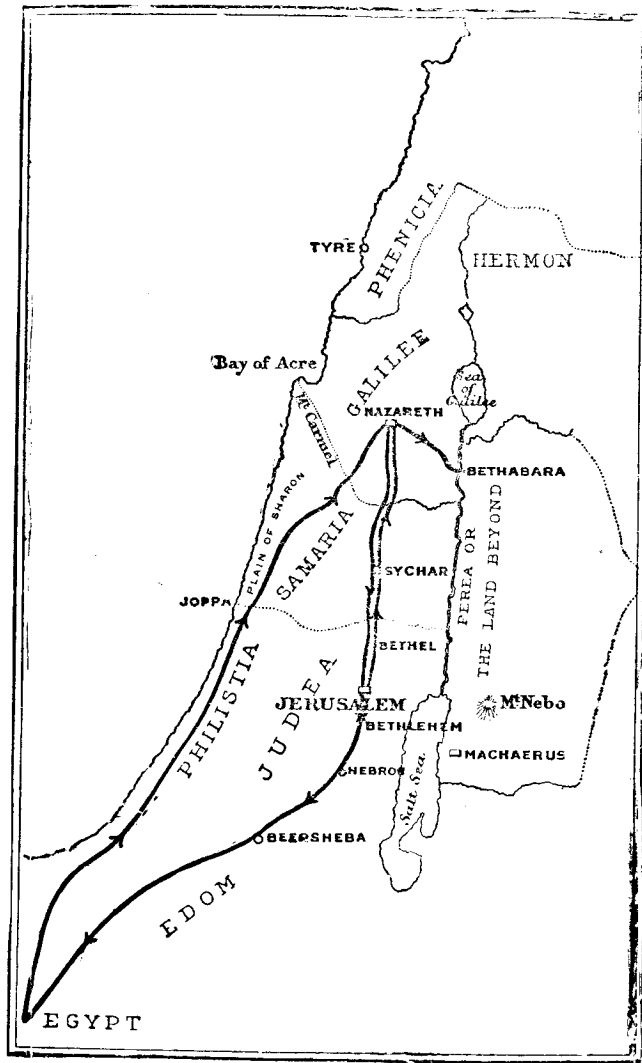 TYRE
PHENICIA
HERMON
Bay of Acre
GALILEE
Sea
of
Galilee
Mt Carmel
NAZARETH
BETHABARA
PLAIN OF SHARON
SAMARIA
PEREA OR
THE LAND BEYOND
SYCHAR
JOPPA
BETHEL
PHILISTIA
JUDEA
JERUSALEM
Mt Nebo
BETHLEHEM
MACHAERUS
HEBRON
Salt Sea
BEERSHEBA
EDOM
EGYPT